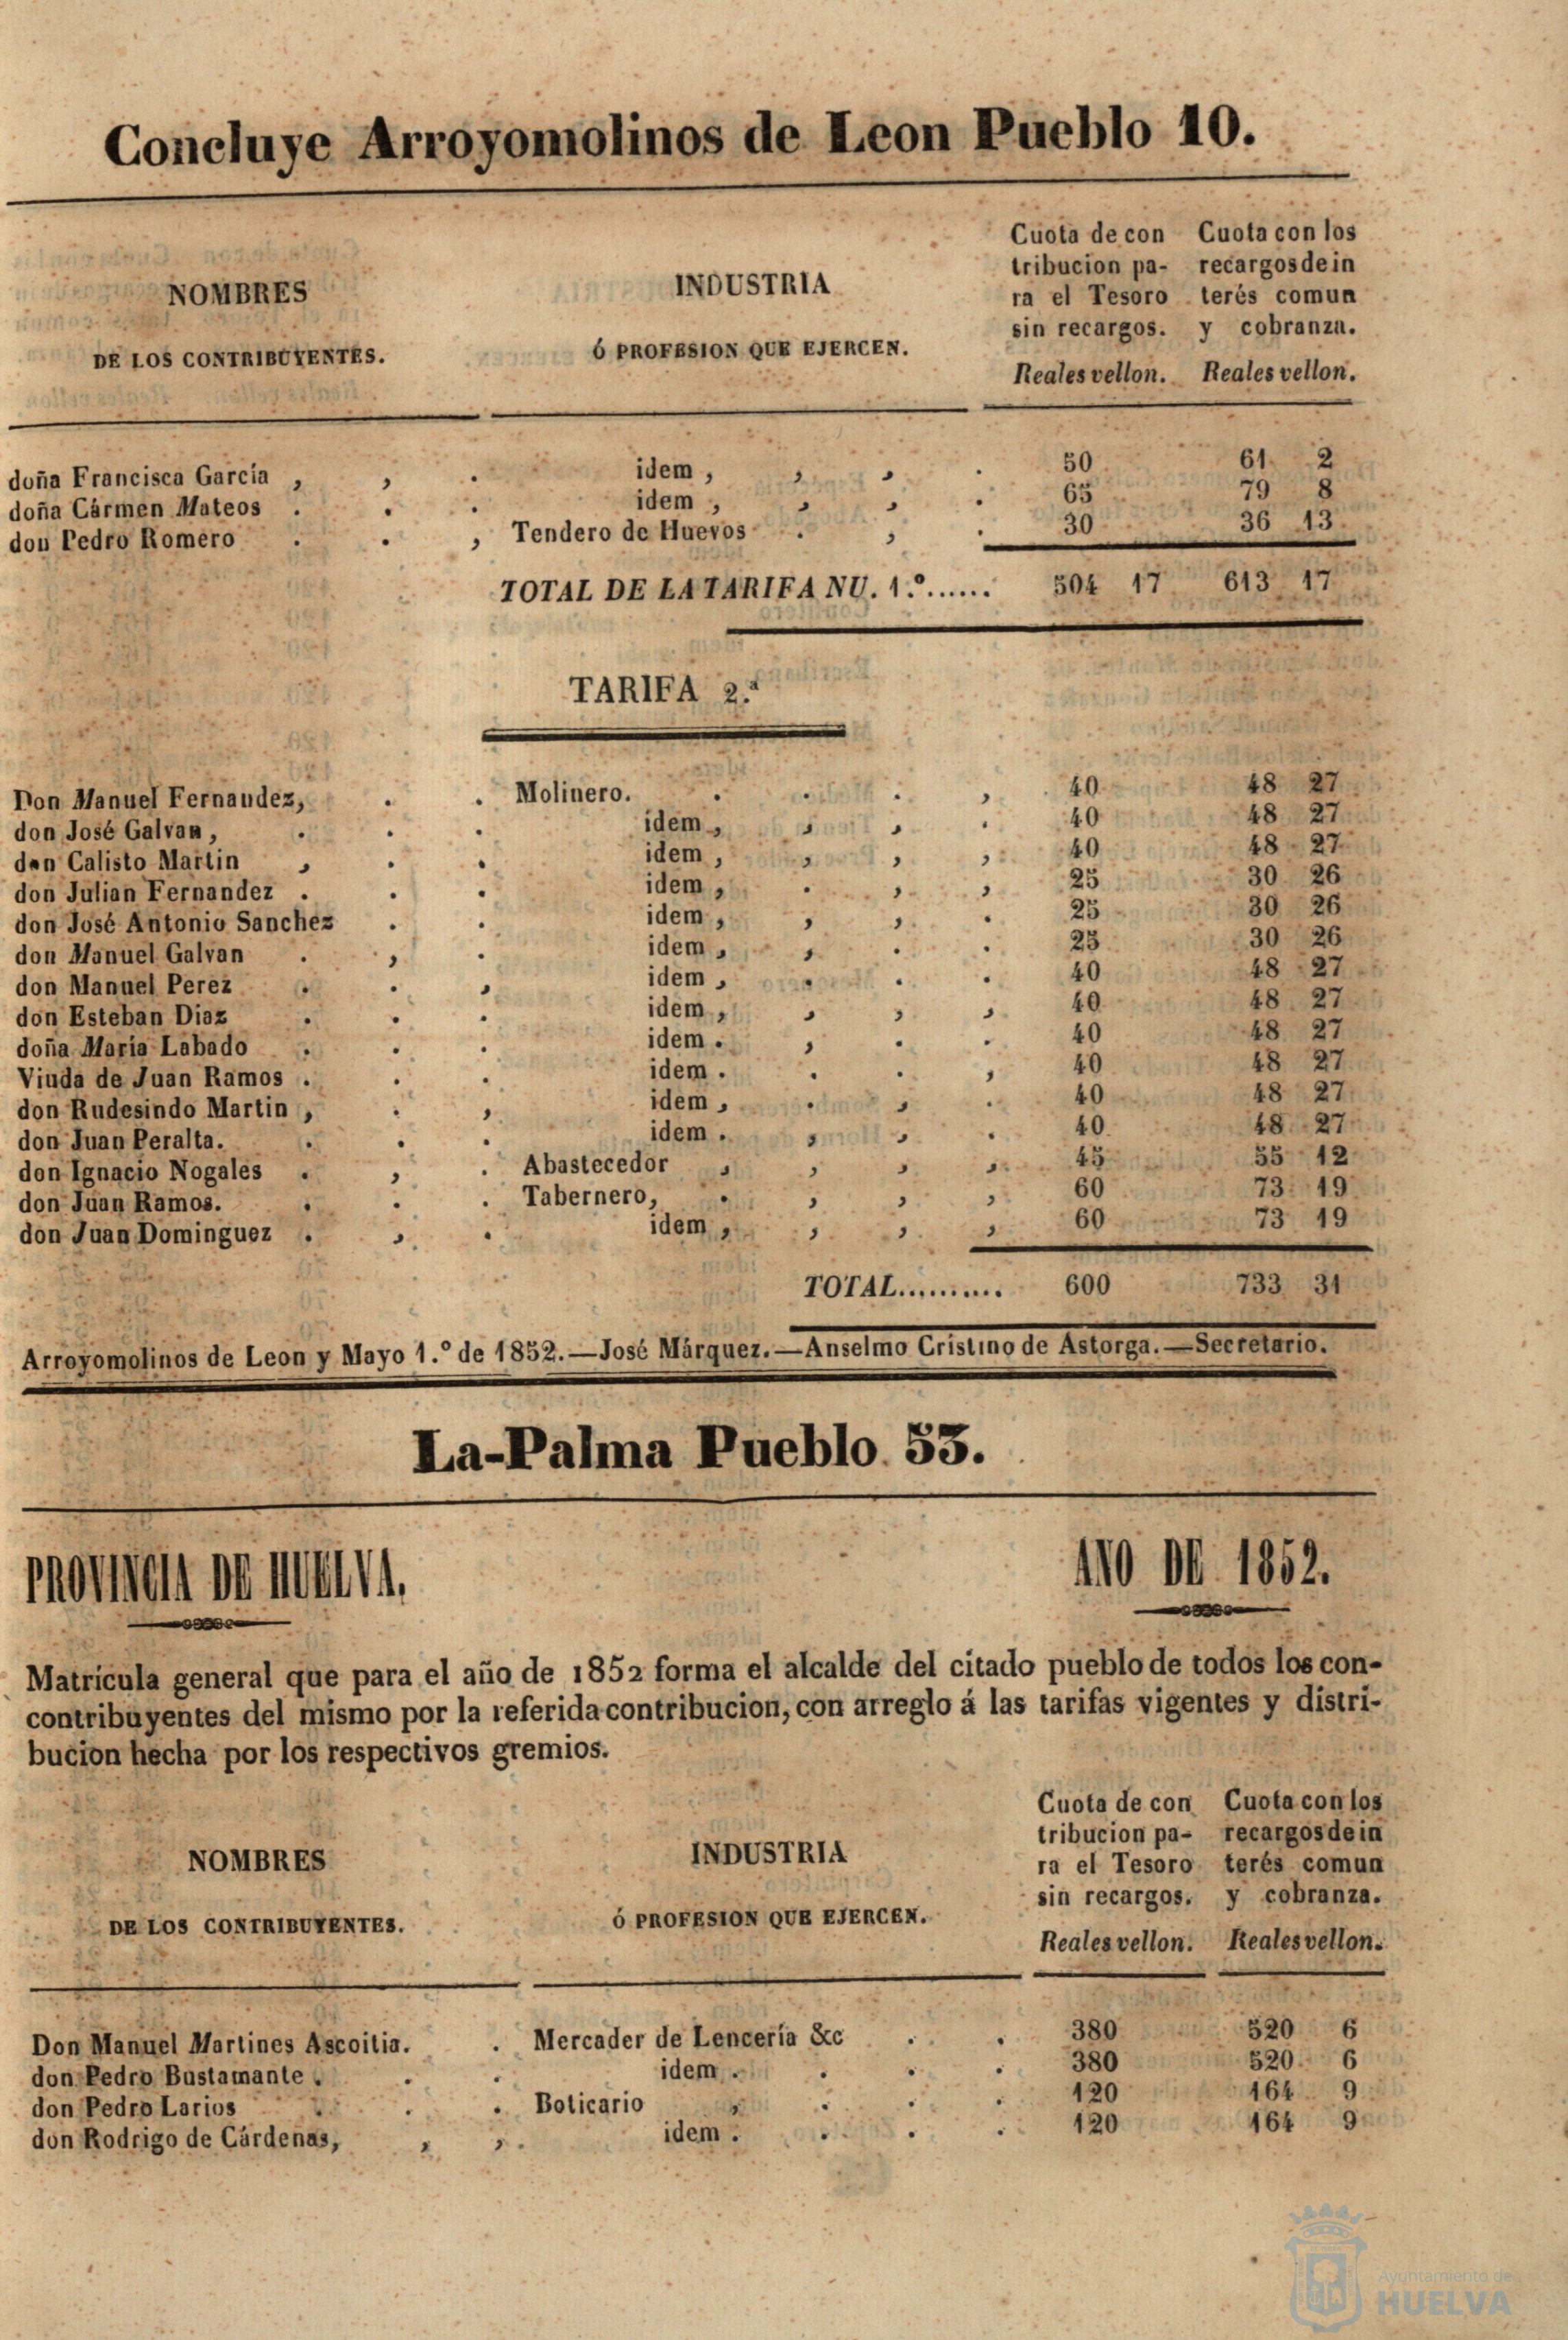 Concluye Arroyomolinos de Leon Pueblo 10.
NOMBRES
DE LOS CONTRIBUYENTES.
INDUSTRIA
Ó PROFESION QUE EJERCEN.
Cuota de con
tribucion pa-
ra el Tesoro
sin recargos.
Reales vellon.
Cuota con los
recargos de in
terés comun
y cobranza.
Reales vellon.
doña Francisca García , , . idem , , , . 50 61 2
doña Cármen Mateos . . . idem , , , . 65 79 8
don Pedro Romero . . , Tendero de Huevos . , . 30 36 13
TOTAL DE LA TARIFA NU. 1.º...... 504 17 613 17
TARIFA 2.ª
Don Manuel Fernandez, . . Molinero. . . . , 40 48 27
don José Galvan , . . . idem , , , . 40 48 27
don Calisto Martin , . . idem , , , , 40 48 27
don Julian Fernandez . . . idem , . , , 25 30 26
don José Antonio Sanchez . . idem , , , . 25 30 26
don Manuel Galvan . , . idem , , . . 25 30 26
don Manuel Perez . . , idem , . . . 40 48 27
don Esteban Diaz . . . idem , , , , 40 48 27
doña María Labado . . . idem . , . . 40 48 27
Viuda de Juan Ramos . . . idem . . . , 40 48 27
don Rudesindo Martin , . , idem , . , . 40 48 27
don Juan Peralta. . . . idem . , , . 40 48 27
don Ignacio Nogales . , . Abastecedor , , , , 45 55 12
don Juan Ramos. . . . Tabernero, . , , , 60 73 19
don Juan Dominguez . , . idem , , , , 60 73 19
TOTAL.......... 600 733 31
Arroyomolinos de Leon y Mayo 1.º de 1852.—José Márquez.—Anselmo Cristino de Astorga.—Secretario.
La-Palma Pueblo 53.
PROVINCIA DE HUELVA.
AÑO DE 1852.
Matrícula general que para el año de 1852 forma el alcalde del citado pueblo de todos los con-
contribuyentes del mismo por la referida contribucion, con arreglo á las tarifas vigentes y distri-
bucion hecha por los respectivos gremios.
NOMBRES
DE LOS CONTRIBUYENTES.
INDUSTRIA
Ó PROFESION QUE EJERCEN.
Cuota de con
tribucion pa-
ra el Tesoro
sin recargos.
Reales vellon.
Cuota con los
recargos de in
terés comun
y cobranza.
Reales vellon.
Don Manuel Martines Ascoitia. . Mercader de Lencería &c . . 380 520 6
don Pedro Bustamante . . . idem . . . . 380 520 6
don Pedro Larios . . . Boticario , . . . 120 164 9
don Rodrigo de Cárdenas, , , . idem . . . . 120 164 9
Ayuntamiento de
HUELVA